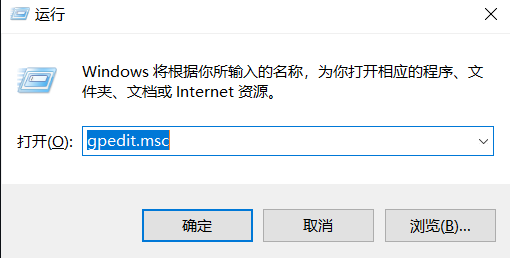 运行
Windows 将根据你所输入的名称，为你打开相应的程序、文
件夹、文档或 Internet 资源。
打开(O):
gpedit.msc
确定
取消
浏览(B)...